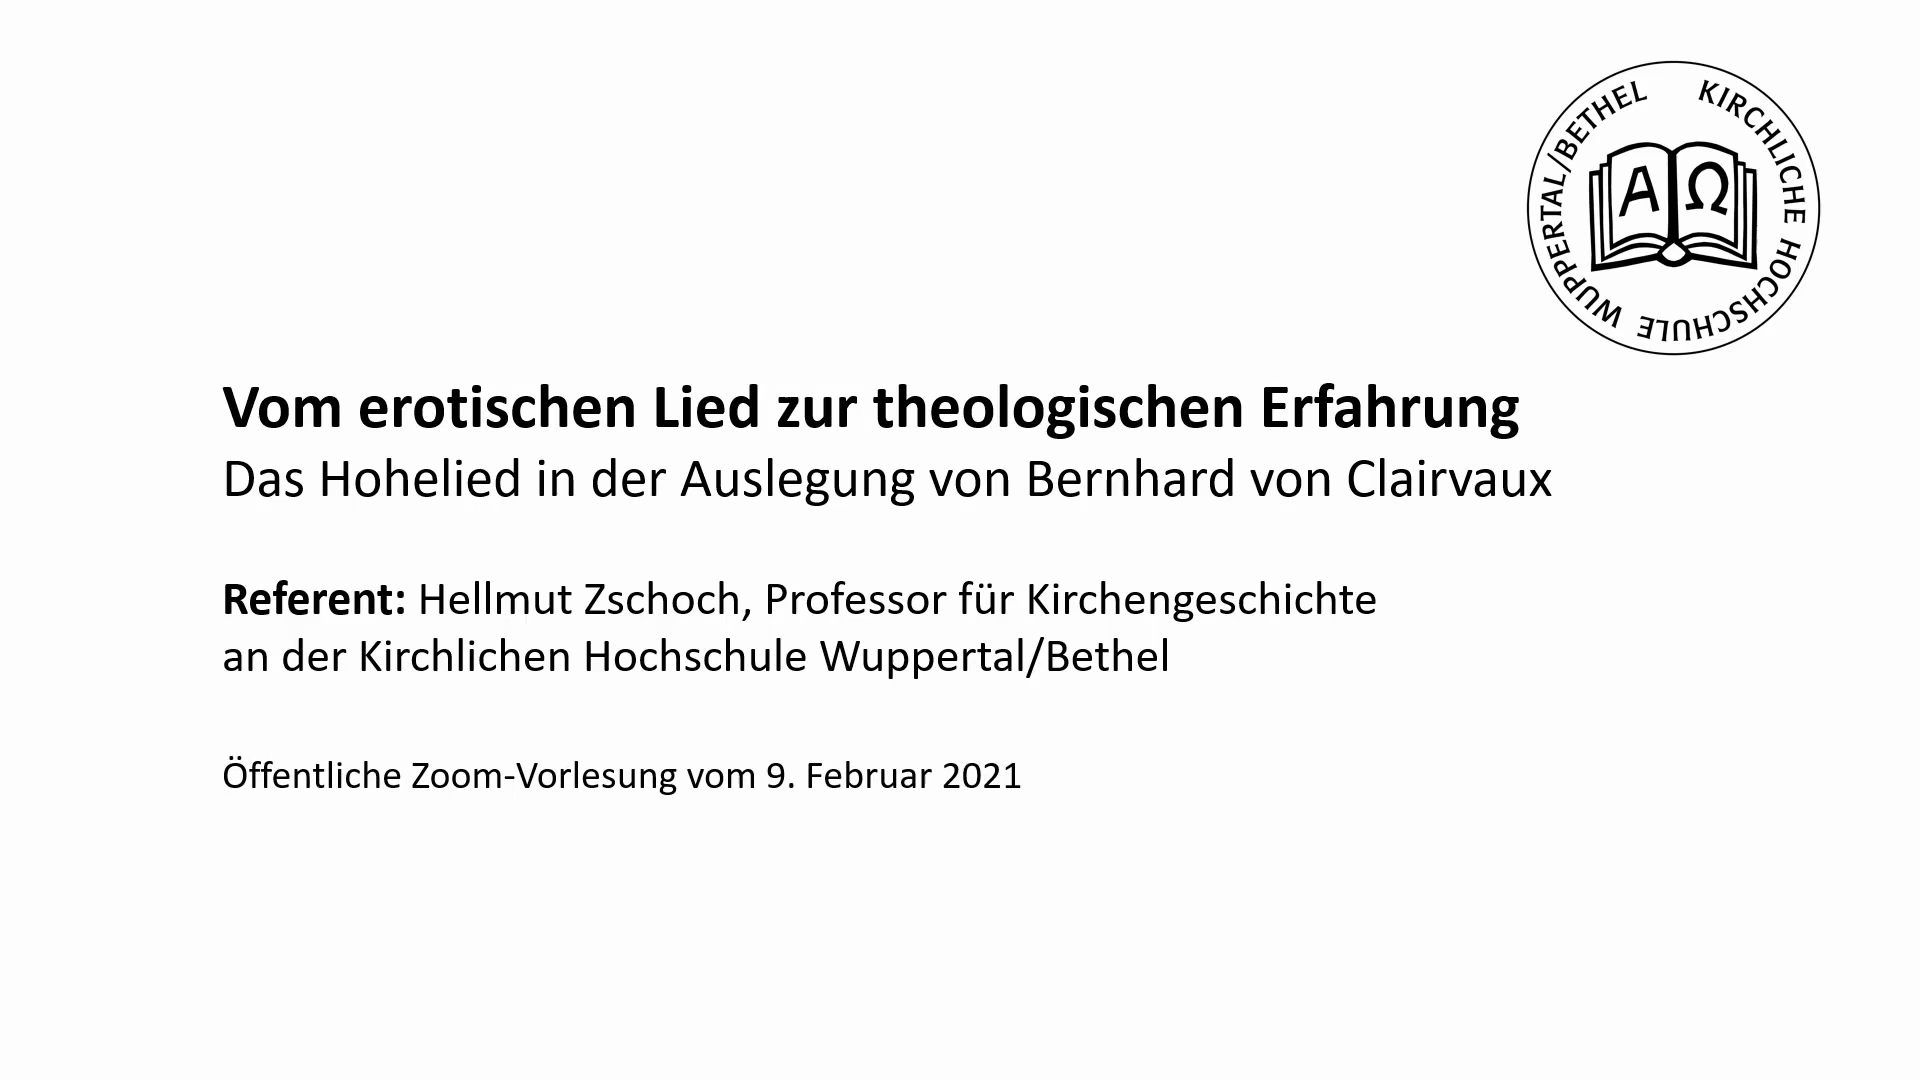 KIRCHLICHE HOCHSCHULE WUPPERTAL/BETHEL
Α Ω
Vom erotischen Lied zur theologischen Erfahrung
Das Hohelied in der Auslegung von Bernhard von Clairvaux
Referent: Hellmut Zschoch, Professor für Kirchengeschichte
an der Kirchlichen Hochschule Wuppertal/Bethel
Öffentliche Zoom-Vorlesung vom 9. Februar 2021